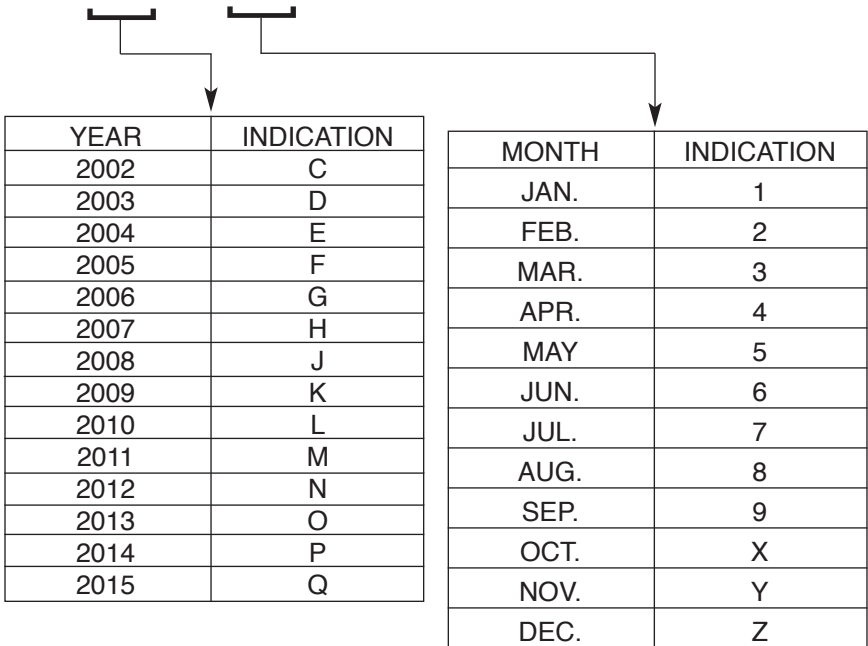 YEAR INDICATION
2002 C
2003 D
2004 E
2005 F
2006 G
2007 H
2008 J
2009 K
2010 L
2011 M
2012 N
2013 O
2014 P
2015 Q
MONTH INDICATION
JAN. 1
FEB. 2
MAR. 3
APR. 4
MAY 5
JUN. 6
JUL. 7
AUG. 8
SEP. 9
OCT. X
NOV. Y
DEC. Z